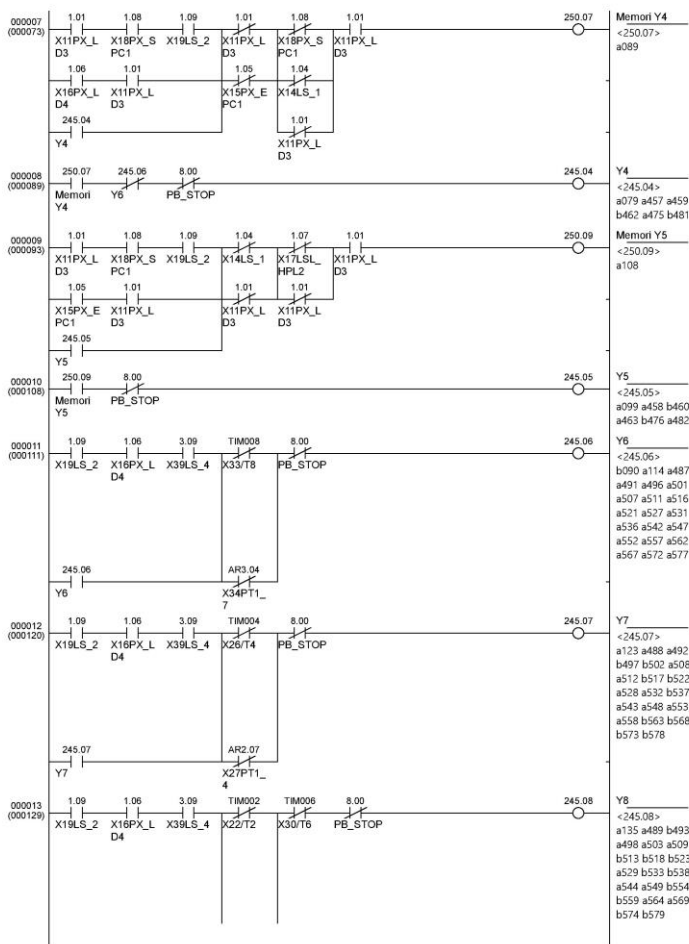 000007
(000073)
1.01 1.08 1.09 1.01 1.08 1.01 250.07
X11PX_L X18PX_S X19LS_2 X11PX_L X18PX_S X11PX_L
D3 PC1 D3 PC1 D3
Memori Y4
<250.07>
a089
1.06 1.01 1.05 1.04
X16PX_L X11PX_L X15PX_E X14LS_1
D4 D3 PC1
245.04 1.01
Y4 X11PX_L
D3
000008
(000089)
250.07 245.06 8.00 245.04
Memori Y6 PB_STOP
Y4
Y4
<245.04>
a079 a457 a459
b462 a475 b481
000009
(000093)
1.01 1.08 1.09 1.04 1.07 1.01 250.09
X11PX_L X18PX_S X19LS_2 X14LS_1 X17LSL_ X11PX_L
D3 PC1 HPL2 D3
Memori Y5
<250.09>
a108
1.05 1.01 1.01 1.01
X15PX_E X11PX_L X11PX_L X11PX_L
PC1 D3 D3 D3
245.05
Y5
000010
(000108)
250.09 8.00 245.05
Memori PB_STOP
Y5
Y5
<245.05>
a099 a458 b460
a463 b476 a482
000011
(000111)
1.09 1.06 3.09 TIM008 8.00 245.06
X19LS_2 X16PX_L X39LS_4 X33/T8 PB_STOP
D4
Y6
<245.06>
b090 a114 a487
a491 a496 a501
a507 a511 a516
a521 a527 a531
a536 a542 a547
a552 a557 a562
a567 a572 a577
245.06 AR3.04
Y6 X34PT1_
7
000012
(000120)
1.09 1.06 3.09 TIM004 8.00 245.07
X19LS_2 X16PX_L X39LS_4 X26/T4 PB_STOP
D4
Y7
<245.07>
a123 a488 a492
b497 b502 a508
a512 b517 b522
a528 a532 b537
a543 a548 a553
a558 b563 b568
b573 b578
245.07 AR2.07
Y7 X27PT1_
4
000013
(000129)
1.09 1.06 3.09 TIM002 TIM006 8.00 245.08
X19LS_2 X16PX_L X39LS_4 X22/T2 X30/T6 PB_STOP
D4
Y8
<245.08>
a135 a489 b493
a498 a503 a509
b513 b518 b523
a529 b533 b538
a544 a549 b554
b559 a564 a569
b574 b579